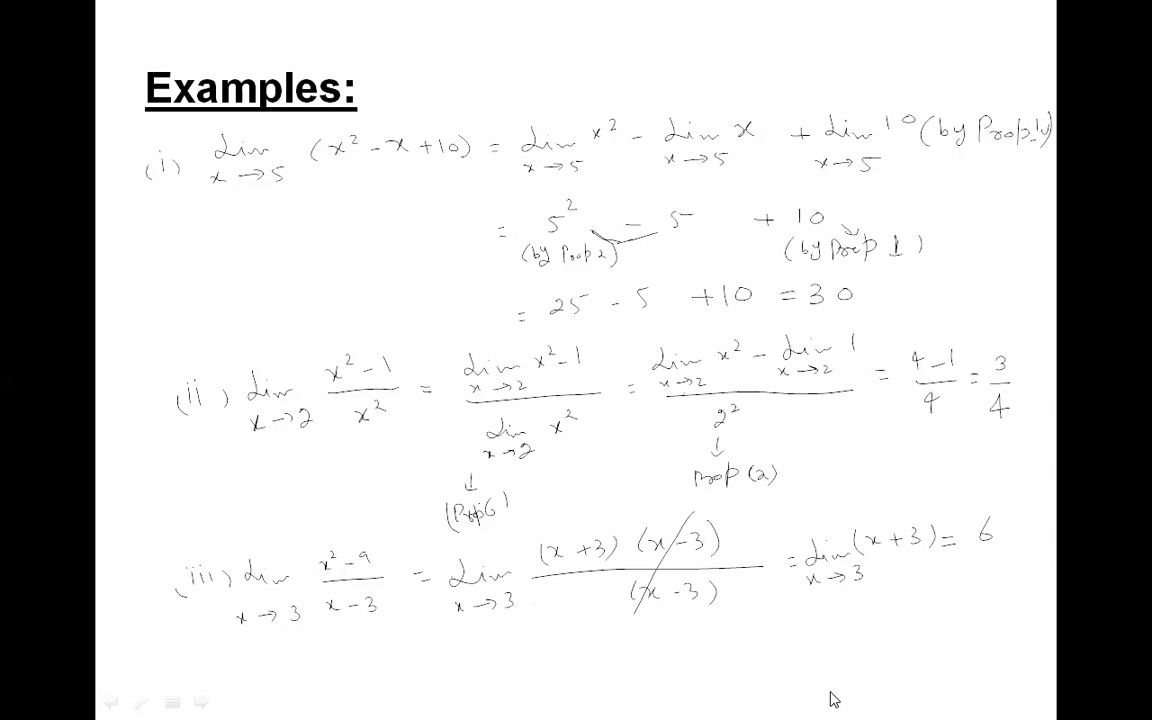 Examples:
(i) Lim x→5 (x² - x + 10) = Lim x→5 x² - Lim x→5 x + Lim x→5 10 (by Prop. iv)
= 5² - 5 + 10
(by Prop 2) (by Prop 1)
= 25 - 5 + 10 = 30
(ii) Lim x→2 (x² - 1)/x² = (Lim x→2 x² - 1)/(Lim x→2 x²) = (Lim x→2 x² - Lim x→2 1)/2² = (4 - 1)/4 = 3/4
↓ ↓
(Prop 6) Prop (2)
(iii) Lim x→3 (x² - 9)/(x - 3) = Lim x→3 (x + 3)(x - 3)/(x - 3) = Lim x→3 (x + 3) = 6